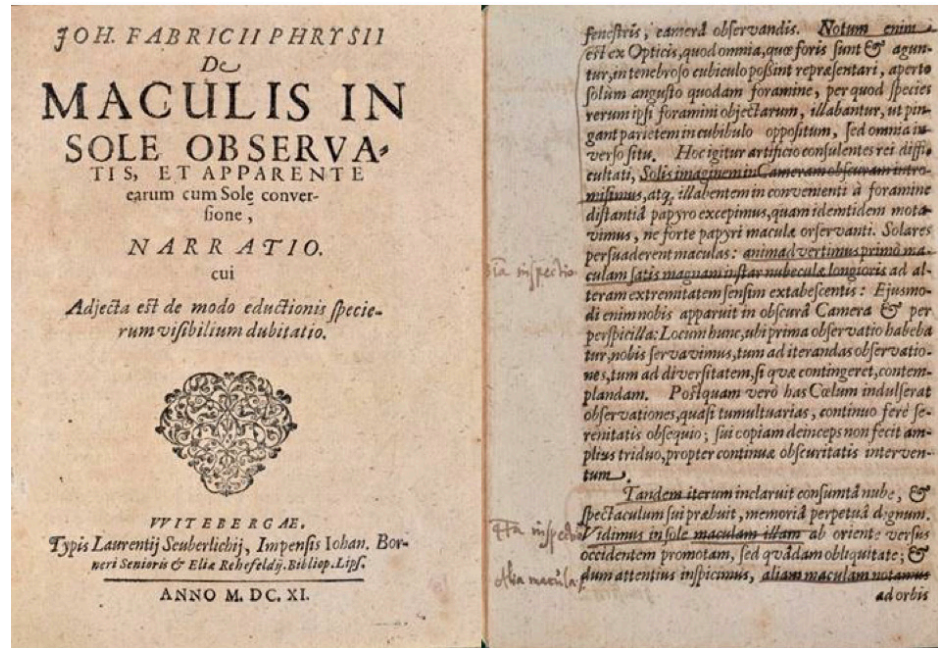 JOH. FABRICII PHRYSII
De
MACULIS IN
SOLE OBSERVA-
TIS, ET APPARENTE
earum cum Sole conver-
sione,
NARRATIO.
cui
Adjecta est de modo eductionis specie-
rum visibilium dubitatio.
WITEBERGAE,
Typis Laurentij Seuberlichij, Impensis Iohan. Bor-
neri Senioris & Eliæ Rehefeldij. Bibliop. Lips.
ANNO M. DC. XI.
fenestris, camerâ observandis. Notum enim
est ex Opticis, quod omnia, quæ foris sunt & agun-
tur, in tenebroso cubiculo poßint repræsentari, aperto
solùm angusto quodam foramine, per quod species
rerum ipsi foramini objectarum, illabantur, ut pin-
gant parietem in cubibulo oppositum, sed omnia in-
verso situ. Hoc igitur artificio consulentes rei diffi-
cultati, Solis imaginem in Cameram obscuram intro-
misimus, atq. illabentem in convenienti à foramine
distantiâ papyro excepimus, quam identidem mota-
vimus, ne forte papyri maculæ orservanti. Solares
persuaderent maculas: animadvertimus primò ma-
culam satis magnam instar nubeculæ longioris ad al-
teram extremitatem sensim extabescentis: Ejusmo-
di enim nobis apparuit in obscurâ Camera & per
perspicilla: Locum hunc, ubi prima observatio habeba
tur, nobis servavimus, tum ad iterandas observatio-
nes, tum ad diversitatem, si quæ contingeret, contem-
plandam. Postquam verò has Cœlum indulserat
observationes, quasi tumultuarias, continuo ferè se-
renitatis obsequio; sui copiam deinceps non fecit am-
plius triduo, propter continuæ obscuritatis interven-
tum.
Tandem iterum inclaruit consumtâ nube, &
spectaculum sui præbuit, memoriâ perpetuâ dignum.
Vidimus in sole maculam illam ab oriente versus
occidentem promotam, sed quâdam obliquitate; &
dum attentius inspicimus, aliam maculam notamus
ad orbis
inspectio
inspectio
Alia macula